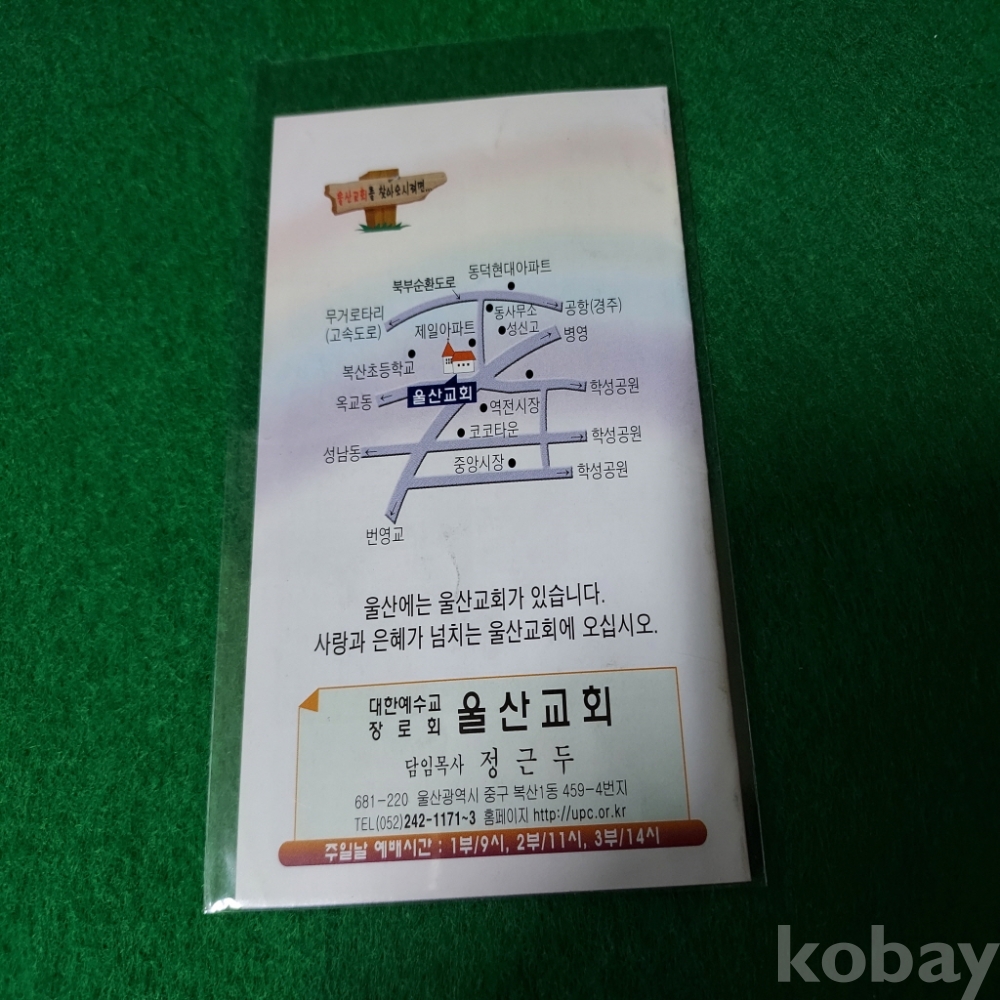 울산교회를 찾아오시려면...
동덕현대아파트
북부순환도로
무거로타리
(고속도로)
동사무소
공항(경주)
제일아파트
성신고
병영
복산초등학교
울산교회
학성공원
옥교동
역전시장
코코타운
학성공원
성남동
중앙시장
학성공원
번영교
울산에는 울산교회가 있습니다.
사랑과 은혜가 넘치는 울산교회에 오십시오.
대한예수교
장로회
울산교회
담임목사 정근두
681-220 울산광역시 중구 복산1동 459-4번지
TEL(052)242-1171~3 홈페이지 http://upc.or.kr
주일날 예배시간 : 1부/9시, 2부/11시, 3부/14시
kobay